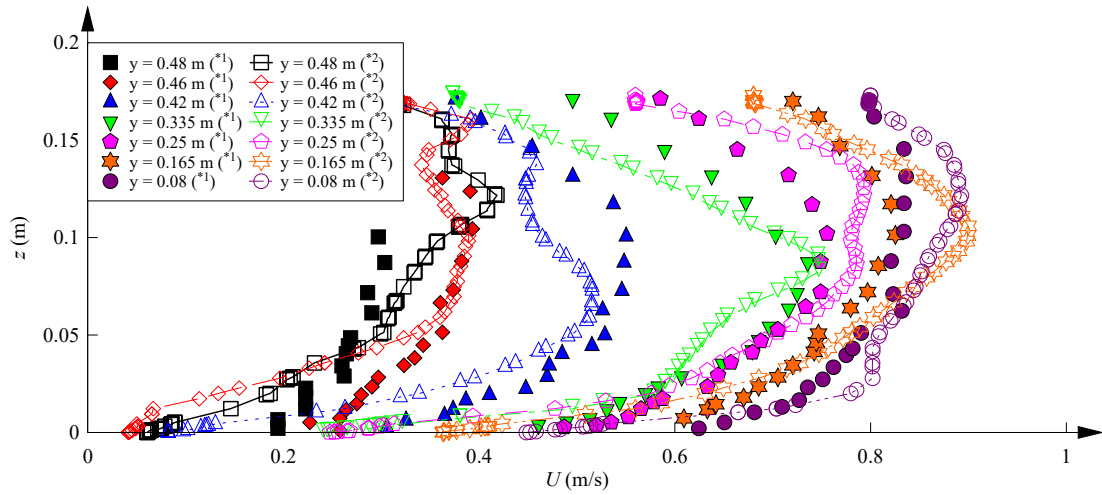 0.2
y = 0.48 m (*1) y = 0.48 m (*2)
y = 0.46 m (*1) y = 0.46 m (*2)
y = 0.42 m (*1) y = 0.42 m (*2)
y = 0.335 m (*1) y = 0.335 m (*2)
y = 0.25 m (*1) y = 0.25 m (*2)
y = 0.165 m (*1) y = 0.165 m (*2)
y = 0.08 (*1) y = 0.08 m (*2)
0.15
z (m)
0.1
0.05
0
0 0.2 0.4 0.6 0.8 1
U (m/s)